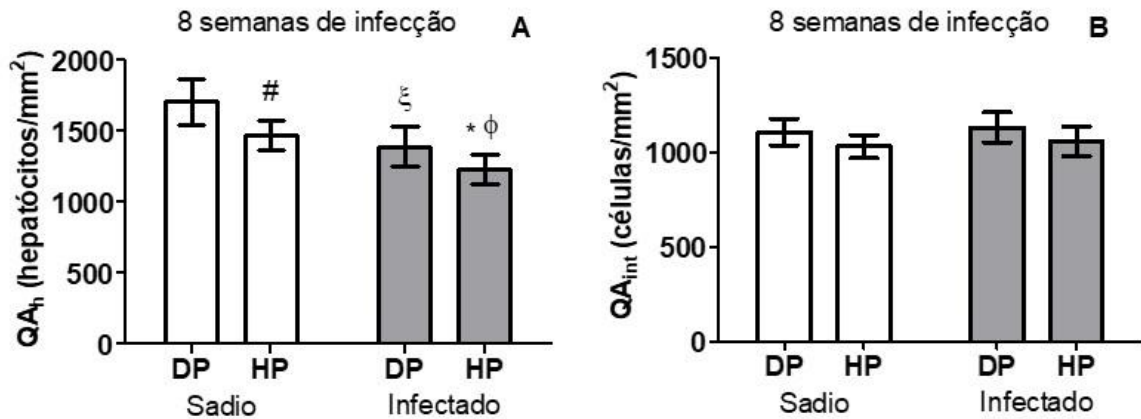 8 semanas de infecção A
QAh (hepatócitos/mm2)
2000
1500
1000
500
0
#
ξ
* ϕ
DP HP DP HP
Sadio Infectado
8 semanas de infecção B
QAint (células/mm2)
1500
1000
500
0
DP HP DP HP
Sadio Infectado